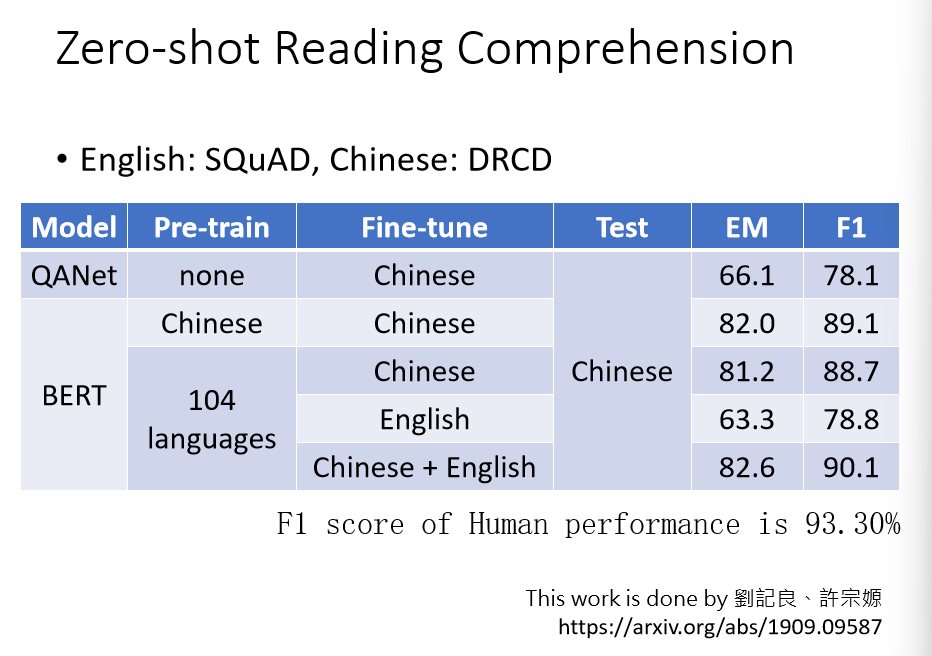 Zero-shot Reading Comprehension
• English: SQuAD, Chinese: DRCD
Model Pre-train Fine-tune Test EM F1
QANet none Chinese 66.1 78.1
Chinese Chinese 82.0 89.1
BERT 104 languages Chinese Chinese 81.2 88.7
English 63.3 78.8
Chinese + English 82.6 90.1
F1 score of Human performance is 93.30%
This work is done by 劉記良、許宗嫄
https://arxiv.org/abs/1909.09587